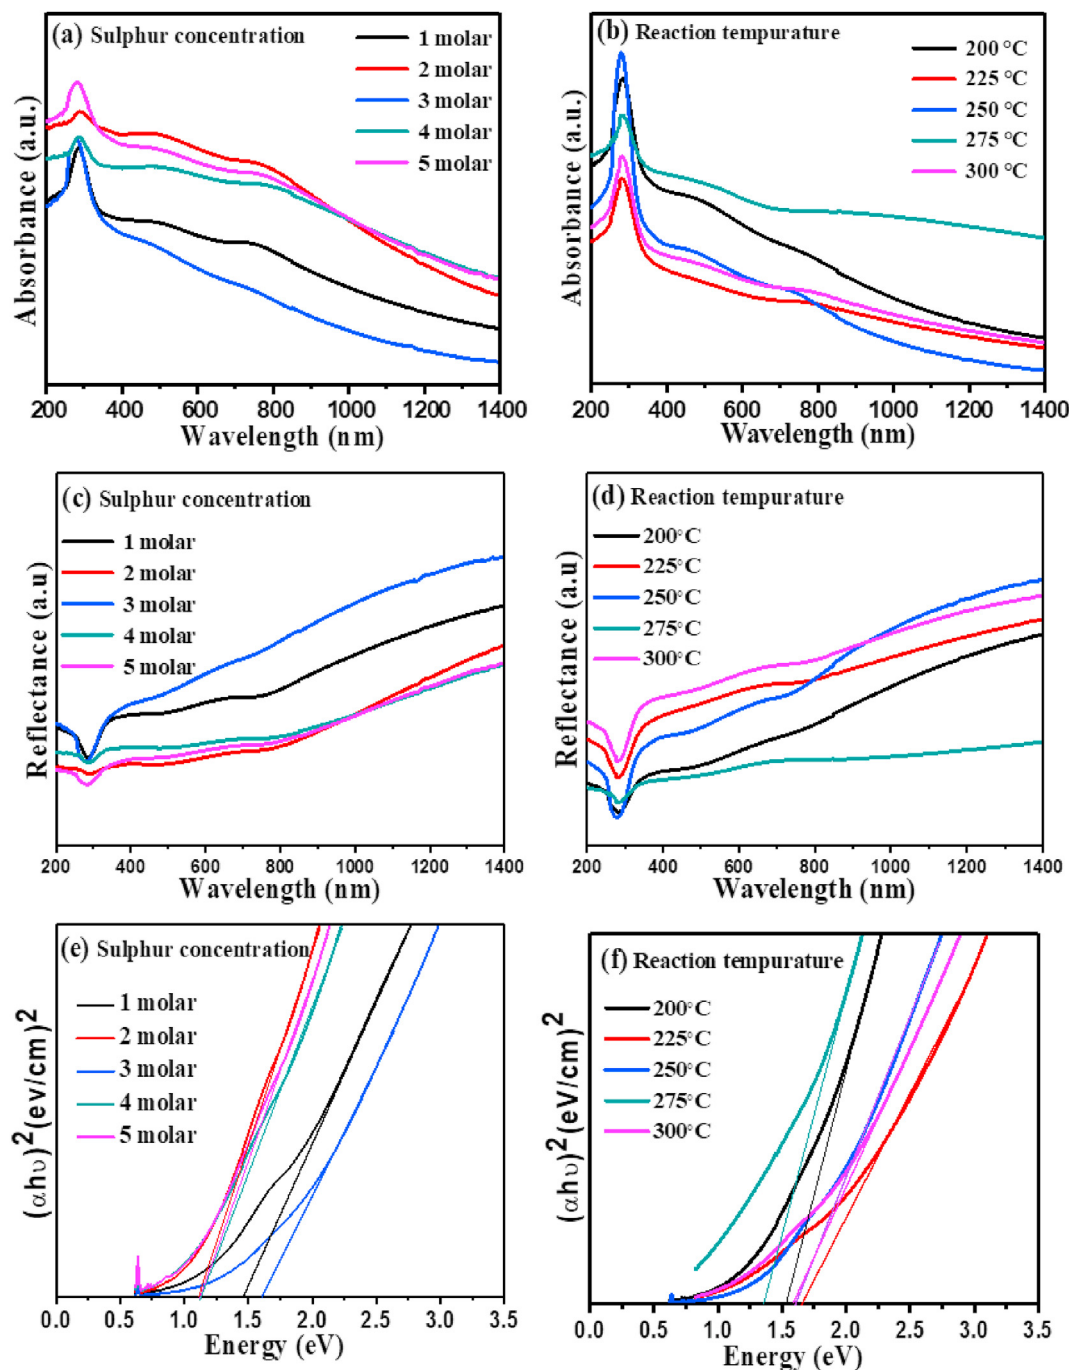 (a) Sulphur concentration
1 molar
2 molar
3 molar
4 molar
5 molar
Absorbance (a.u.)
200 400 600 800 1000 1200 1400
Wavelength (nm)
(b) Reaction tempurature
200 °C
225 °C
250 °C
275 °C
300 °C
Absorbance (a.u.)
200 400 600 800 1000 1200 1400
Wavelength (nm)
(c) Sulphur concentration
1 molar
2 molar
3 molar
4 molar
5 molar
Reflectance (a.u)
200 400 600 800 1000 1200 1400
Wavelength (nm)
(d) Reaction tempurature
200°C
225°C
250°C
275°C
300°C
Reflectance (a.u)
200 400 600 800 1000 1200 1400
Wavelength (nm)
(e) Sulphur concentration
1 molar
2 molar
3 molar
4 molar
5 molar
(αhυ)²(ev/cm)²
0.0 0.5 1.0 1.5 2.0 2.5 3.0 3.5
Energy (eV)
(f) Reaction tempurature
200°C
225°C
250°C
275°C
300°C
(αhυ)² (eV/cm)²
0.0 0.5 1.0 1.5 2.0 2.5 3.0 3.5
Energy (eV)